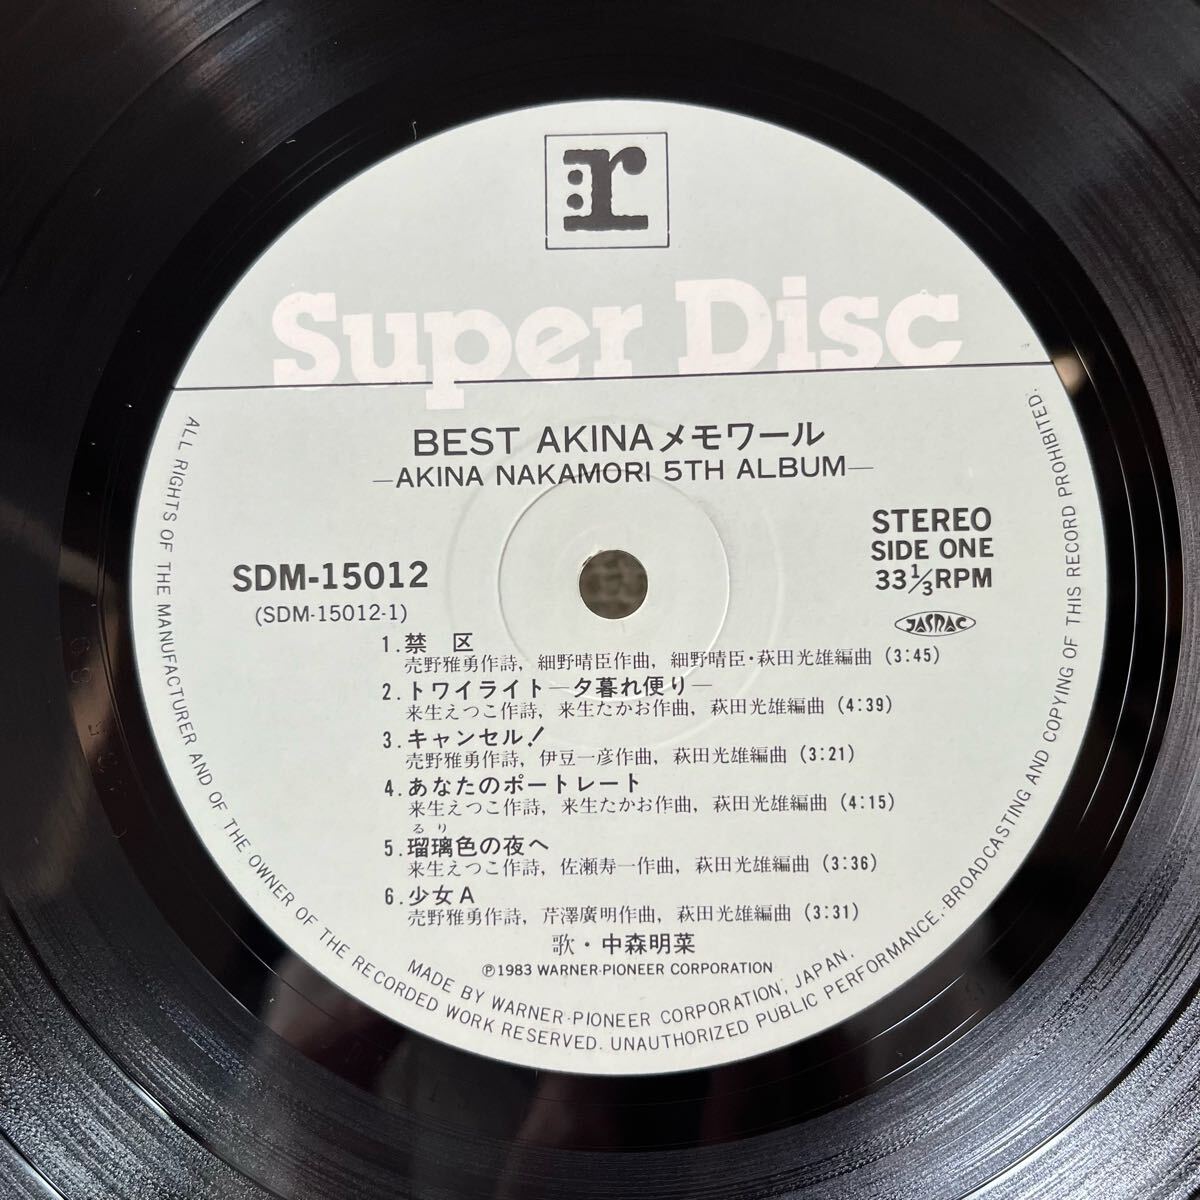 :r
Super Disc
BEST AKINAメモワール
—AKINA NAKAMORI 5TH ALBUM—
STEREO
SIDE ONE
33 1/3 RPM
JASRAC
SDM-15012
(SDM-15012-1)
1. 禁 区
売野雅勇作詩, 細野晴臣作曲, 細野晴臣・萩田光雄編曲 (3:45)
2. トワイライト—夕暮れ便り—
来生えつこ作詩, 来生たかお作曲, 萩田光雄編曲 (4:39)
3. キャンセル!
売野雅勇作詩, 伊豆一彦作曲, 萩田光雄編曲 (3:21)
4. あなたのポートレート
来生えつこ作詩, 来生たかお作曲, 萩田光雄編曲 (4:15)
るり
5. 瑠璃色の夜へ
来生えつこ作詩, 佐瀬寿一作曲, 萩田光雄編曲 (3:36)
6. 少女A
売野雅勇作詩, 芹澤廣明作曲, 萩田光雄編曲 (3:31)
歌・中森明菜
Ⓟ1983 WARNER-PIONEER CORPORATION
MADE BY WARNER-PIONEER CORPORATION, JAPAN.
ALL RIGHTS OF THE MANUFACTURER AND OF THE OWNER OF THE RECORDED WORK RESERVED. UNAUTHORIZED PUBLIC PERFORMANCE, BROADCASTING AND COPYING OF THIS RECORD PROHIBITED.